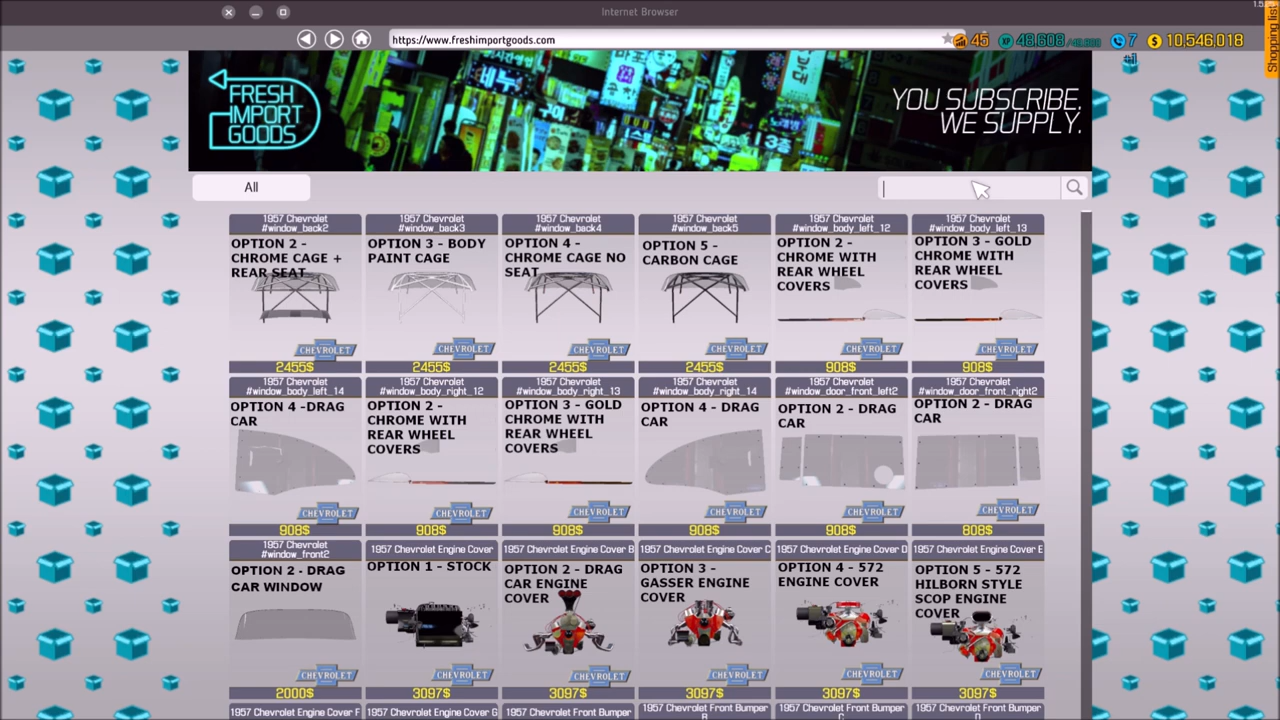 Internet Browser
1.5.
https://www.freshimportgoods.com
45
48,608
7
10,546,018
Shopping list
FRESH
IMPORT
GOODS
YOU SUBSCRIBE.
WE SUPPLY.
All
1957 Chevrolet
#window_back2
OPTION 2 -
CHROME CAGE +
REAR SEAT
CHEVROLET
2455$
1957 Chevrolet
#window_back3
OPTION 3 - BODY
PAINT CAGE
CHEVROLET
2455$
1957 Chevrolet
#window_back4
OPTION 4 -
CHROME CAGE NO
SEAT
CHEVROLET
2455$
1957 Chevrolet
#window_back5
OPTION 5 -
CARBON CAGE
CHEVROLET
2455$
1957 Chevrolet
#window_body_left_12
OPTION 2 -
CHROME WITH
REAR WHEEL
COVERS
CHEVROLET
908$
1957 Chevrolet
#window_body_left_13
OPTION 3 - GOLD
CHROME WITH
REAR WHEEL
COVERS
CHEVROLET
908$
1957 Chevrolet
#window_body_left_14
OPTION 4 -DRAG
CAR
CHEVROLET
908$
1957 Chevrolet
#window_body_right_12
OPTION 2 -
CHROME WITH
REAR WHEEL
COVERS
CHEVROLET
908$
1957 Chevrolet
#window_body_right_13
OPTION 3 - GOLD
CHROME WITH
REAR WHEEL
COVERS
CHEVROLET
908$
1957 Chevrolet
#window_body_right_14
OPTION 4 - DRAG
CAR
CHEVROLET
908$
1957 Chevrolet
#window_door_front_left2
OPTION 2 - DRAG
CAR
CHEVROLET
908$
1957 Chevrolet
#window_door_front_right2
OPTION 2 - DRAG
CAR
CHEVROLET
808$
1957 Chevrolet
#window_front2
OPTION 2 - DRAG
CAR WINDOW
CHEVROLET
2000$
1957 Chevrolet Engine Cover
OPTION 1 - STOCK
CHEVROLET
3097$
1957 Chevrolet Engine Cover B
OPTION 2 - DRAG
CAR ENGINE
COVER
CHEVROLET
3097$
1957 Chevrolet Engine Cover C
OPTION 3 -
GASSER ENGINE
COVER
CHEVROLET
3097$
1957 Chevrolet Engine Cover D
OPTION 4 - 572
ENGINE COVER
CHEVROLET
3097$
1957 Chevrolet Engine Cover E
OPTION 5 - 572
HILBORN STYLE
SCOP ENGINE
COVER
CHEVROLET
3097$
1957 Chevrolet Engine Cover F
1957 Chevrolet Engine Cover G
1957 Chevrolet Front Bumper
1957 Chevrolet Front Bumper
B
1957 Chevrolet Front Bumper
C
1957 Chevrolet Front Bumper
D